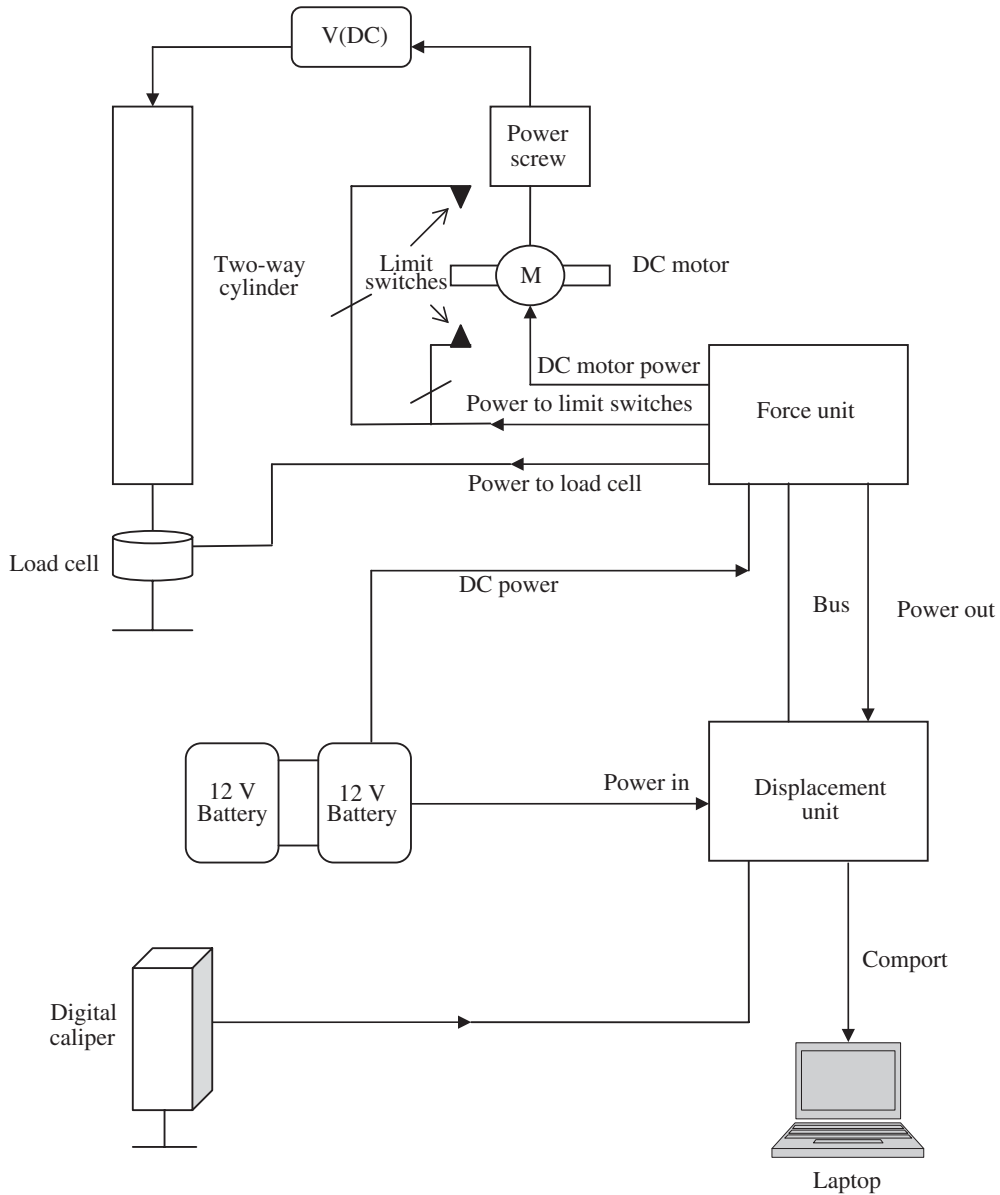 V(DC)
Power
screw
Two-way
cylinder
Limit
switches
M
DC motor
DC motor power
Power to limit switches
Force unit
Power to load cell
Load cell
DC power
Bus
Power out
12 V
Battery
12 V
Battery
Power in
Displacement
unit
Digital
caliper
Comport
Laptop